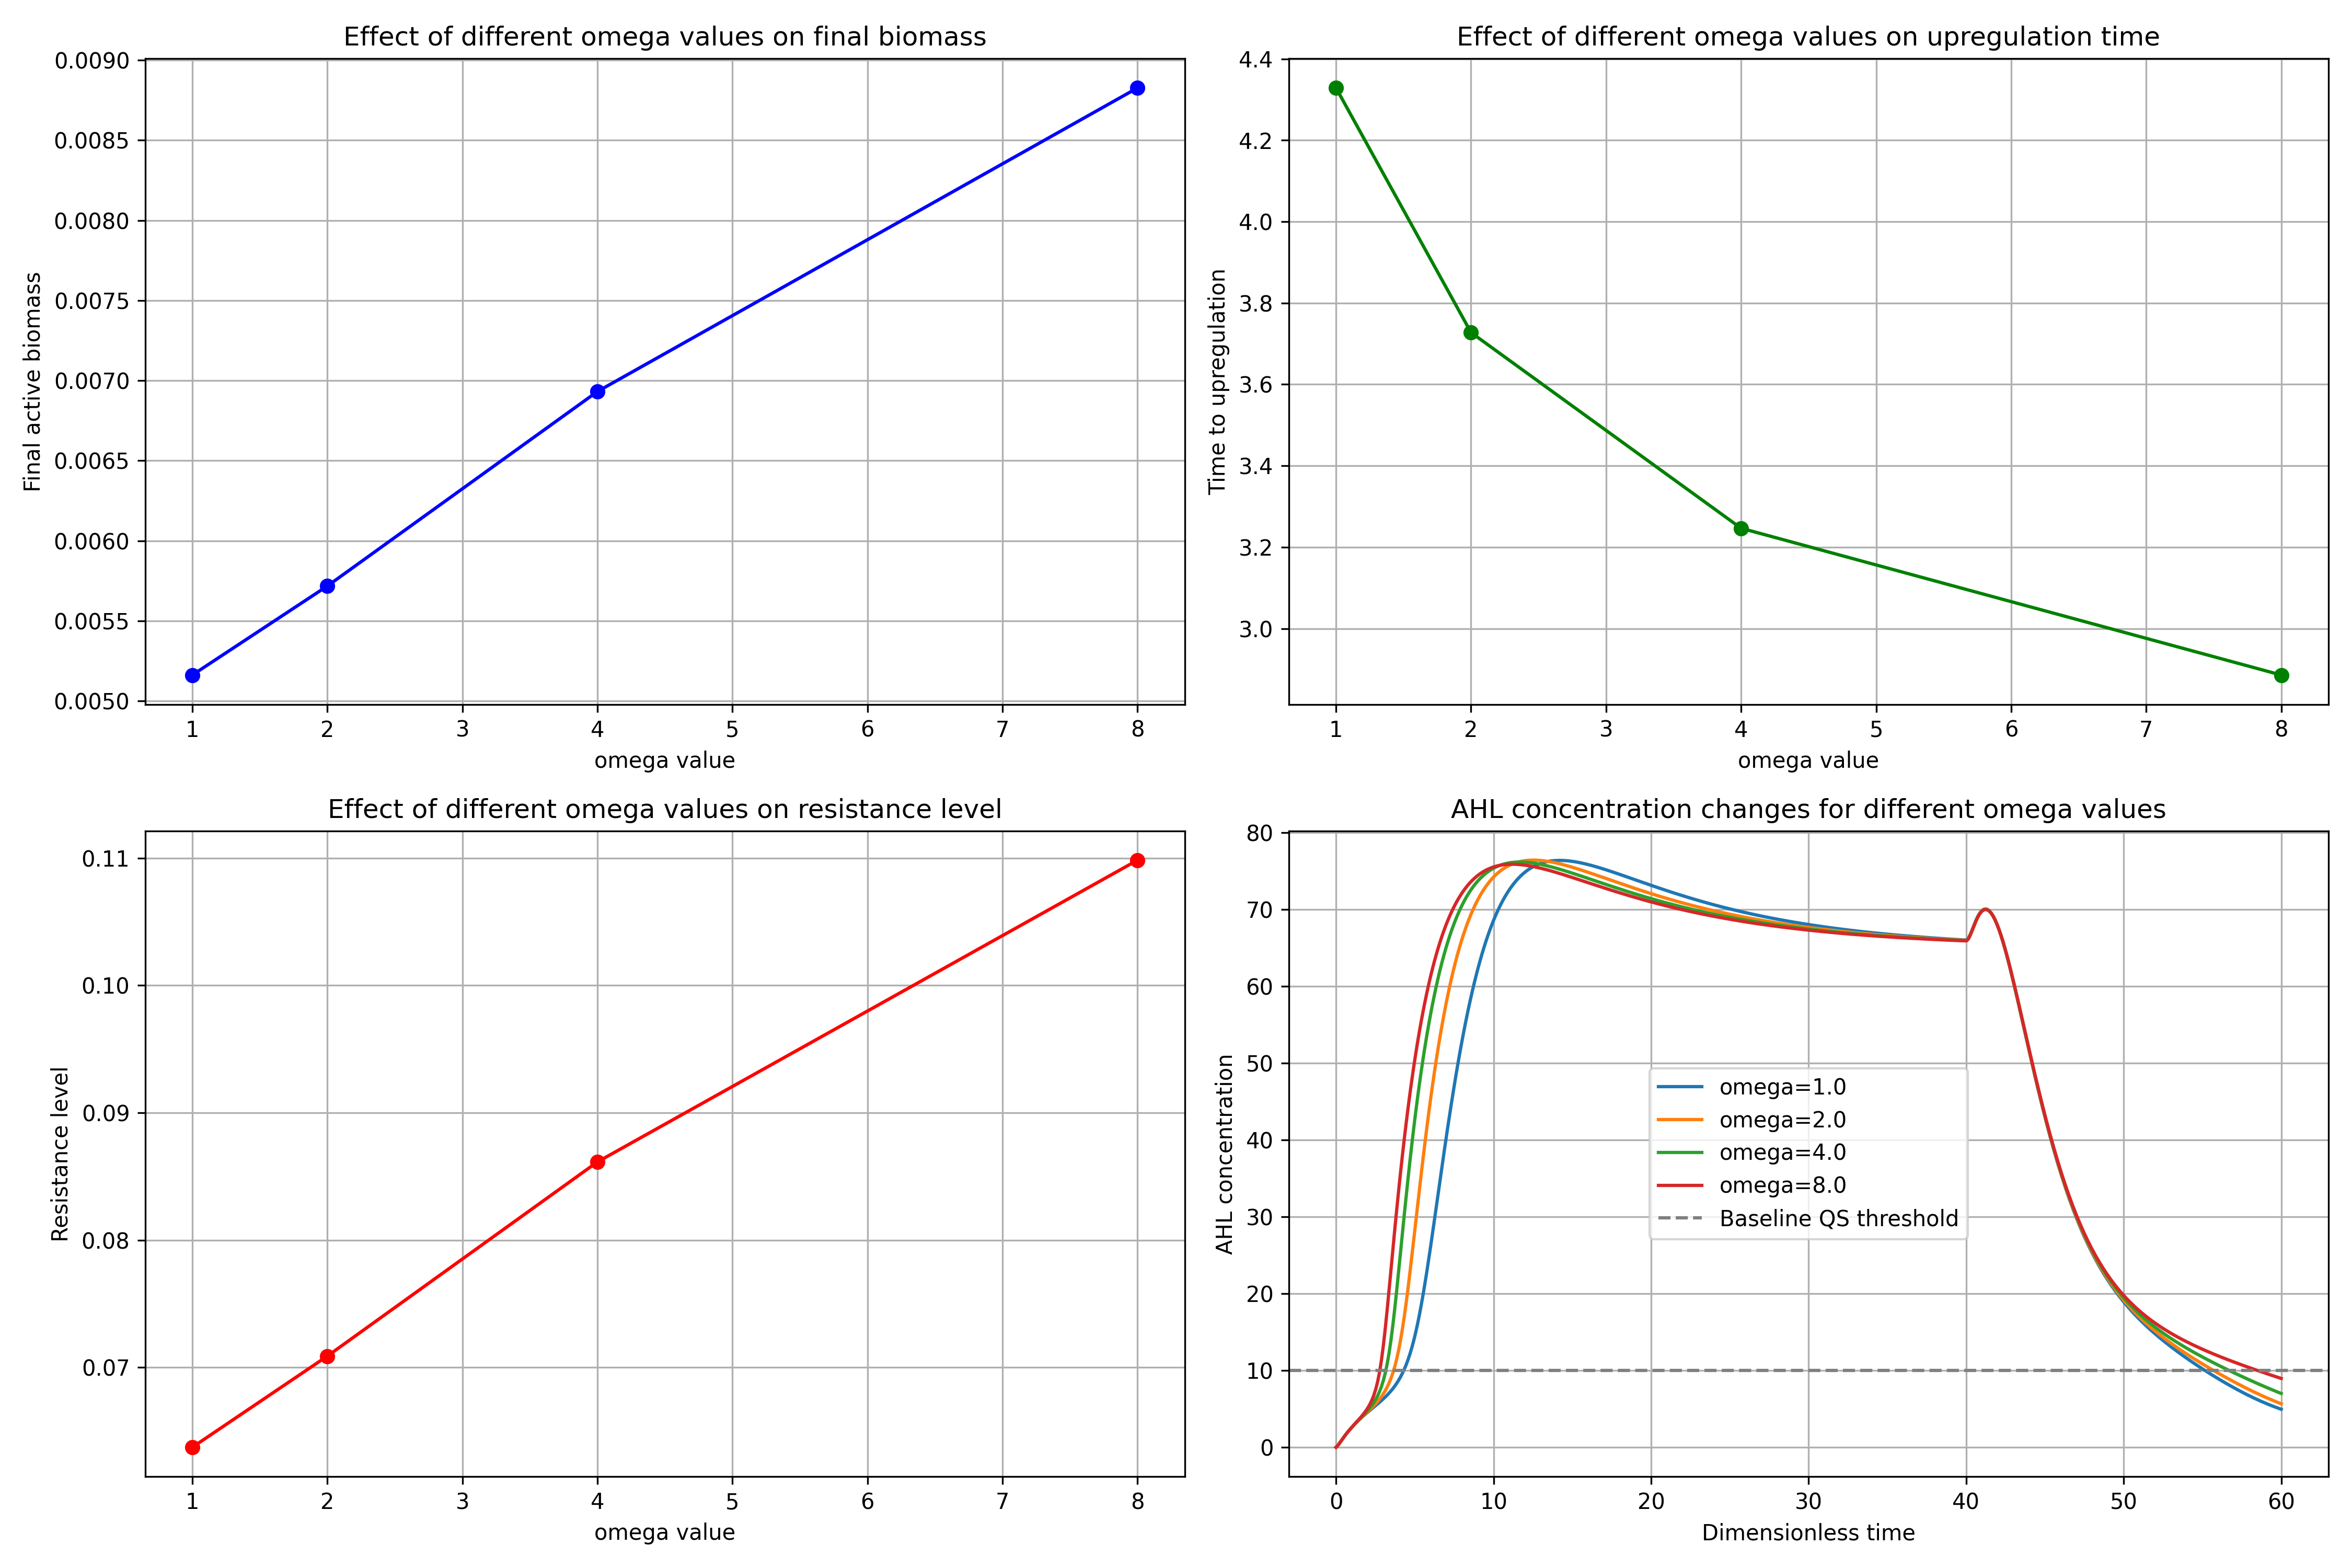 Effect of different omega values on final biomass
Final active biomass
0.0090
0.0085
0.0080
0.0075
0.0070
0.0065
0.0060
0.0055
0.0050
1 2 3 4 5 6 7 8
omega value
Effect of different omega values on upregulation time
Time to upregulation
4.4
4.2
4.0
3.8
3.6
3.4
3.2
3.0
1 2 3 4 5 6 7 8
omega value
Effect of different omega values on resistance level
Resistance level
0.11
0.10
0.09
0.08
0.07
1 2 3 4 5 6 7 8
omega value
AHL concentration changes for different omega values
AHL concentration
80
70
60
50
40
30
20
10
0
omega=1.0
omega=2.0
omega=4.0
omega=8.0
Baseline QS threshold
0 10 20 30 40 50 60
Dimensionless time